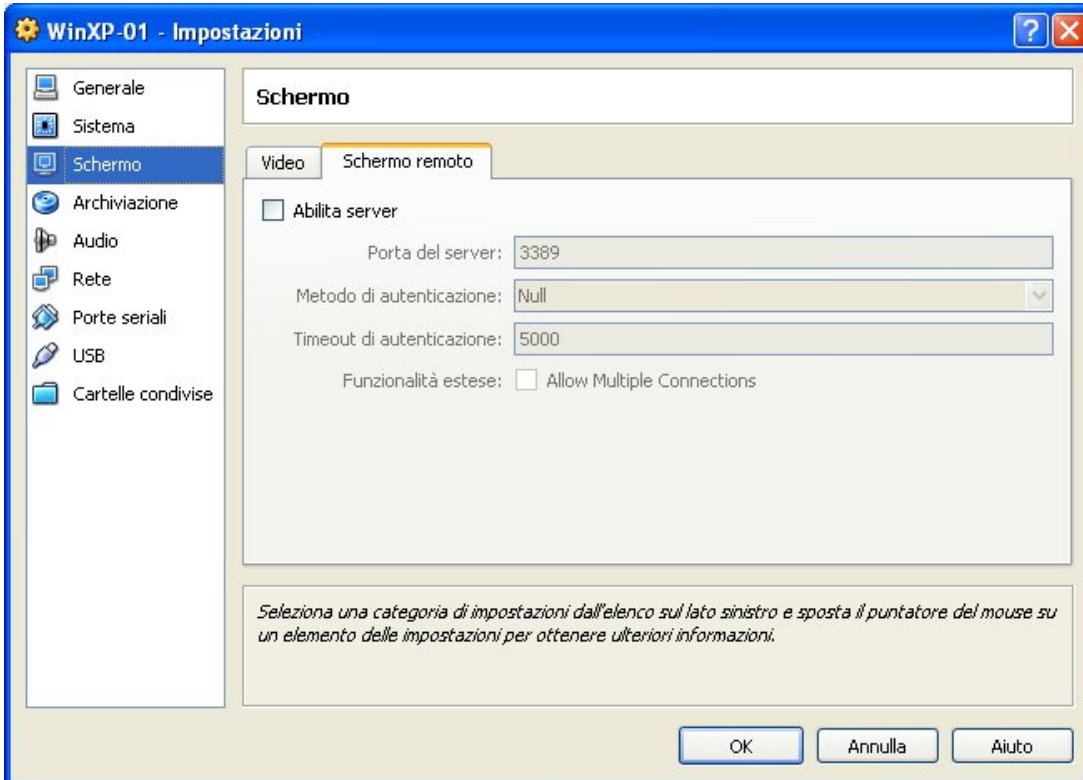 WinXP-01 - Impostazioni
Generale
Sistema
Schermo
Archiviazione
Audio
Rete
Porte seriali
USB
Cartelle condivise
Schermo
Video
Schermo remoto
Abilita server
Porta del server: 3389
Metodo di autenticazione: Null
Timeout di autenticazione: 5000
Funzionalità estese: Allow Multiple Connections
Seleziona una categoria di impostazioni dall'elenco sul lato sinistro e sposta il puntatore del mouse su
un elemento delle impostazioni per ottenere ulteriori informazioni.
OK Annulla Aiuto